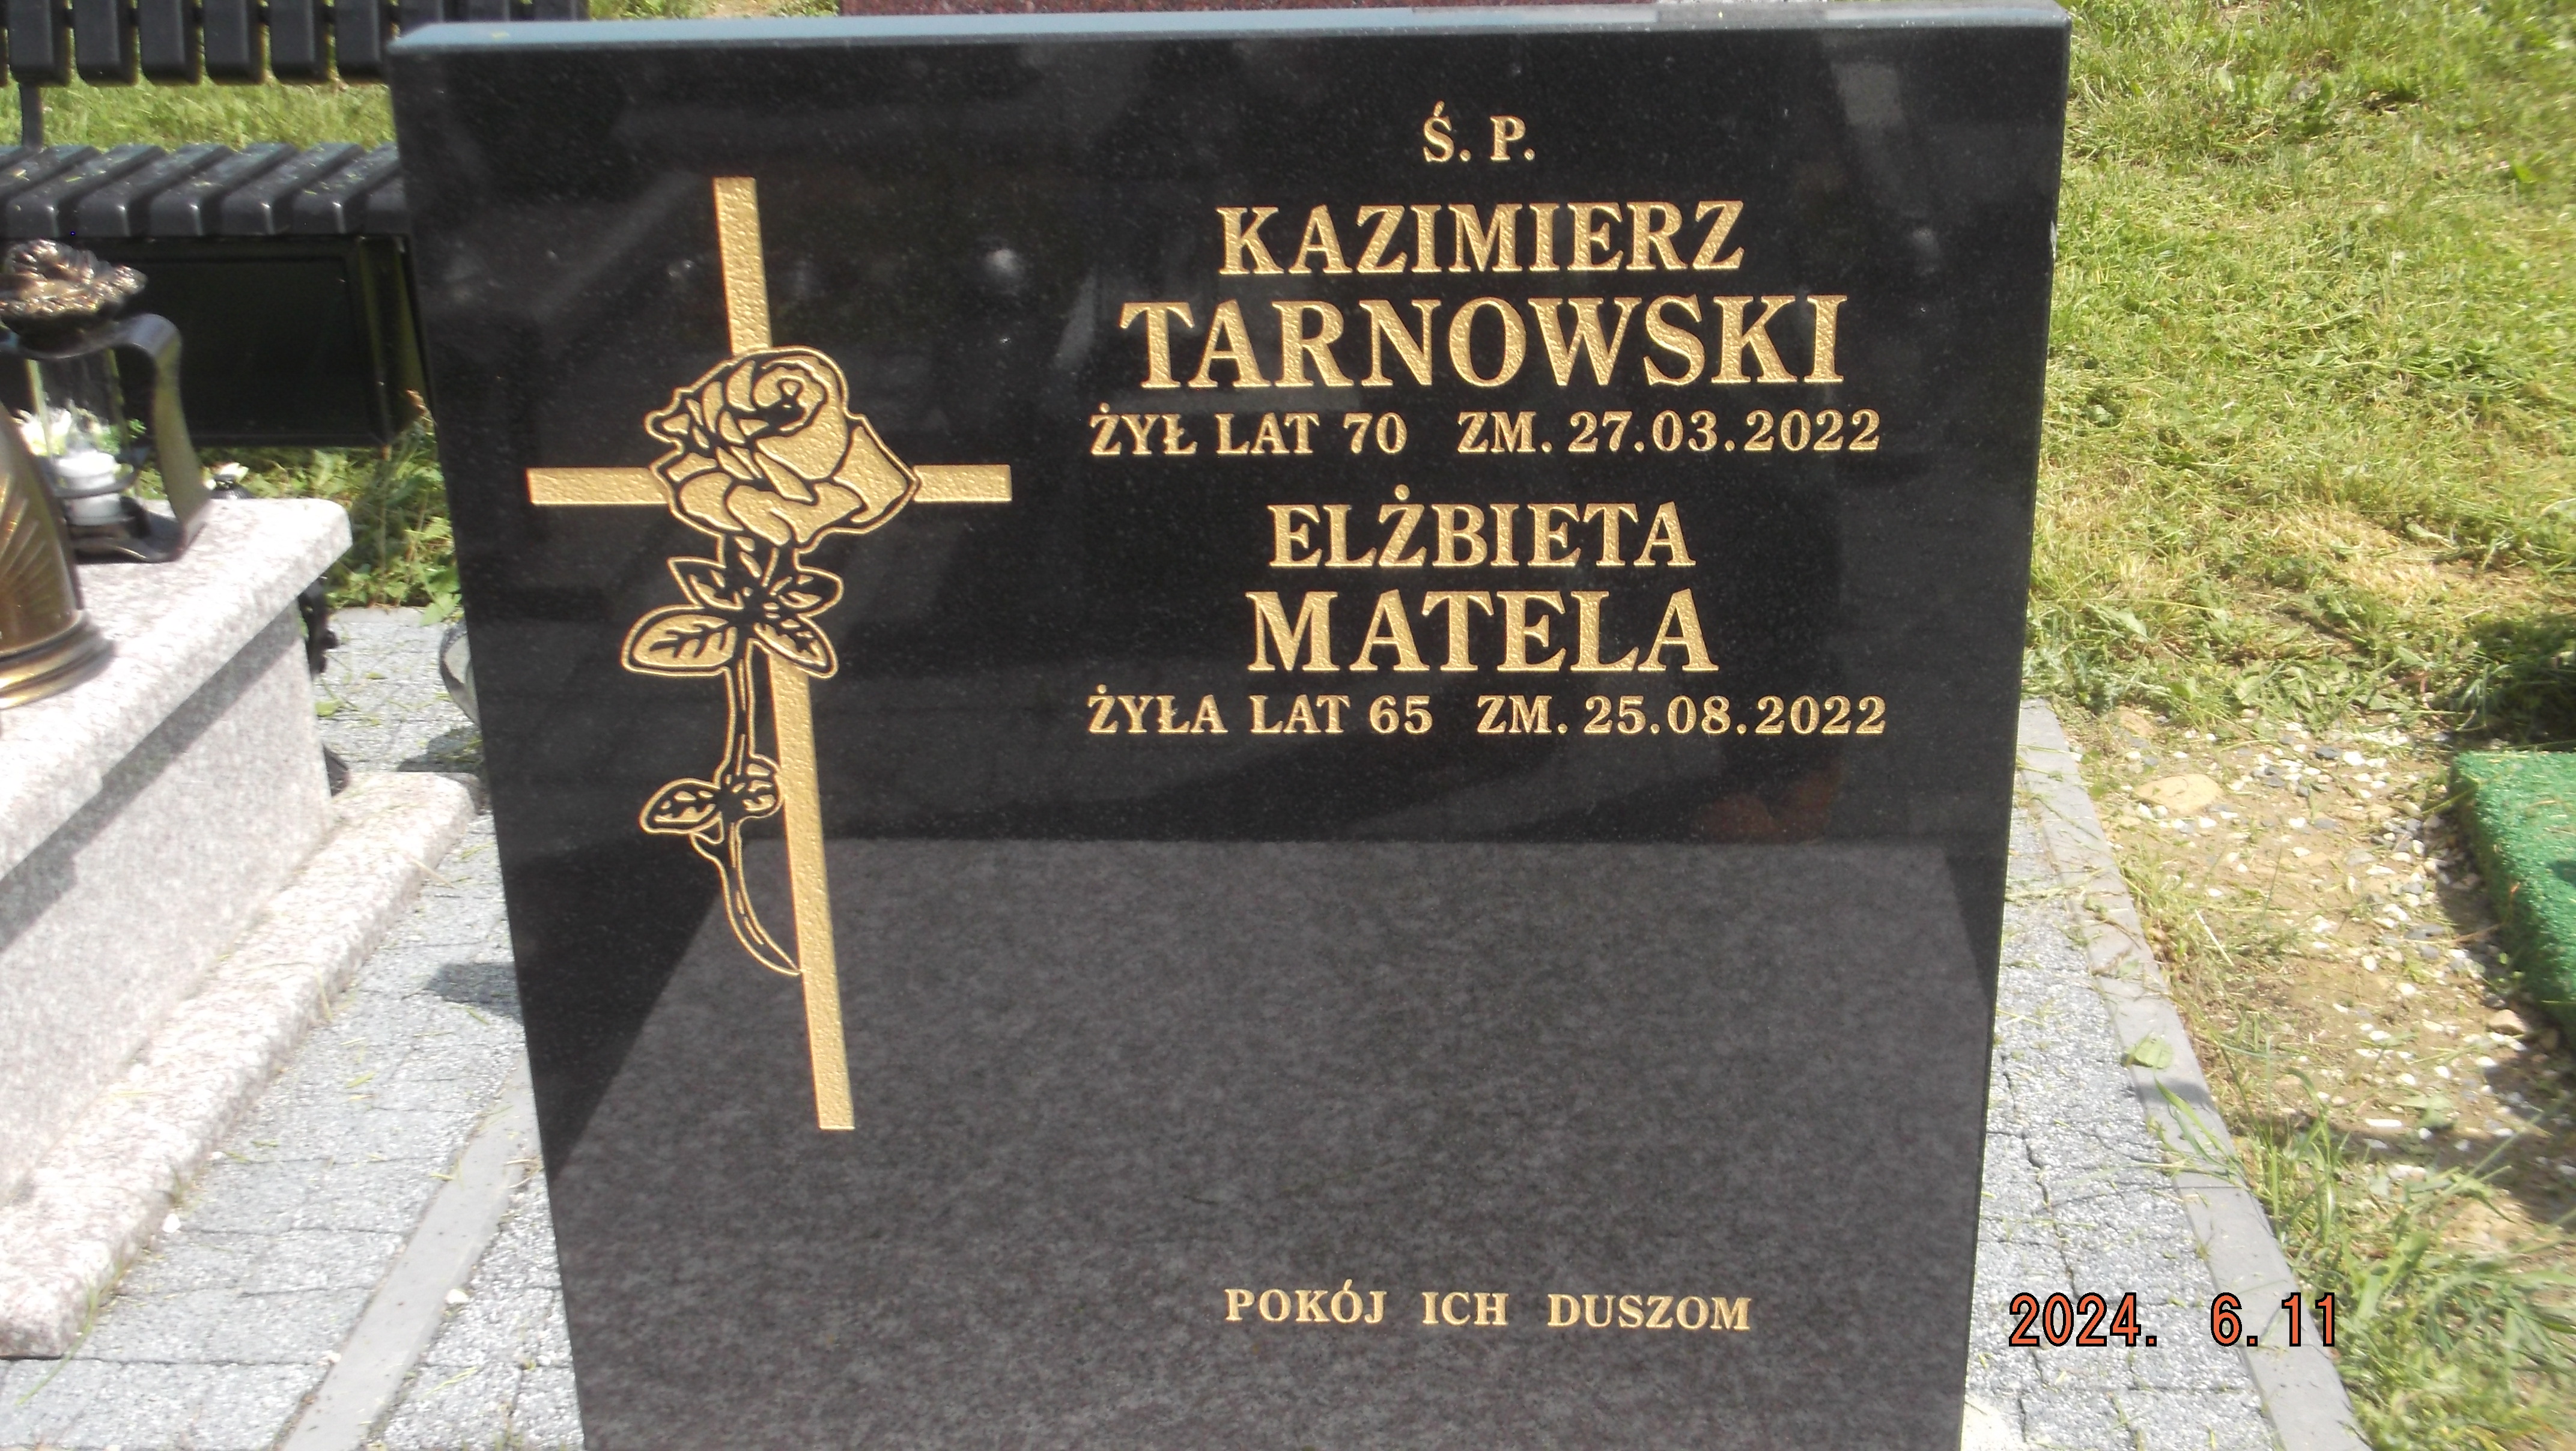 Ś. P.
KAZIMIERZ
TARNOWSKI
ŻYŁ LAT 70 ZM. 27.03.2022
ELŻBIETA
MATELA
ŻYŁA LAT 65 ZM. 25.08.2022
POKÓJ ICH DUSZOM
2024. 6.11